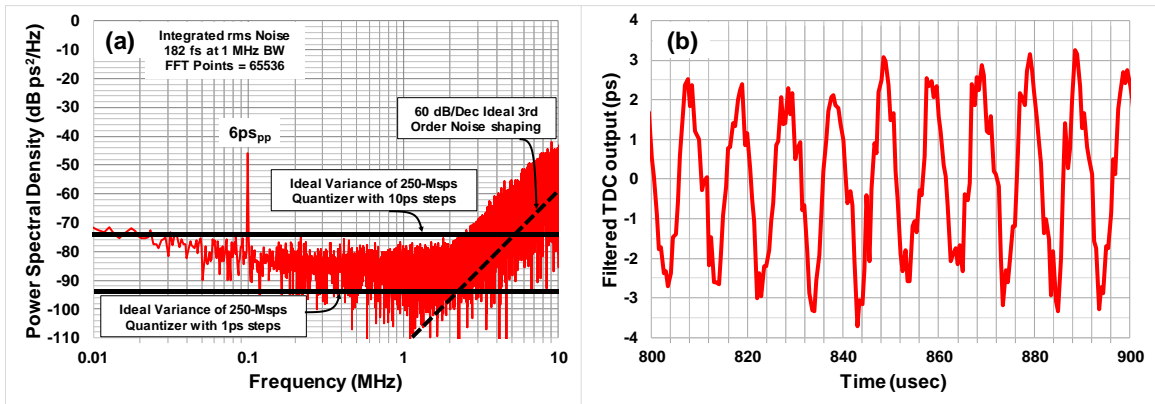 (a)
Integrated rms Noise
182 fs at 1 MHz BW
FFT Points = 65536
60 dB/Dec Ideal 3rd
Order Noise shaping
6ps_pp
Ideal Variance of 250-Msps
Quantizer with 10ps steps
Ideal Variance of 250-Msps
Quantizer with 1ps steps
Power Spectral Density (dB ps²/Hz)
0
-10
-20
-30
-40
-50
-60
-70
-80
-90
-100
-110
0.01
0.1
1
10
Frequency (MHz)
(b)
Filtered TDC output (ps)
4
3
2
1
0
-1
-2
-3
-4
800
820
840
860
880
900
Time (usec)